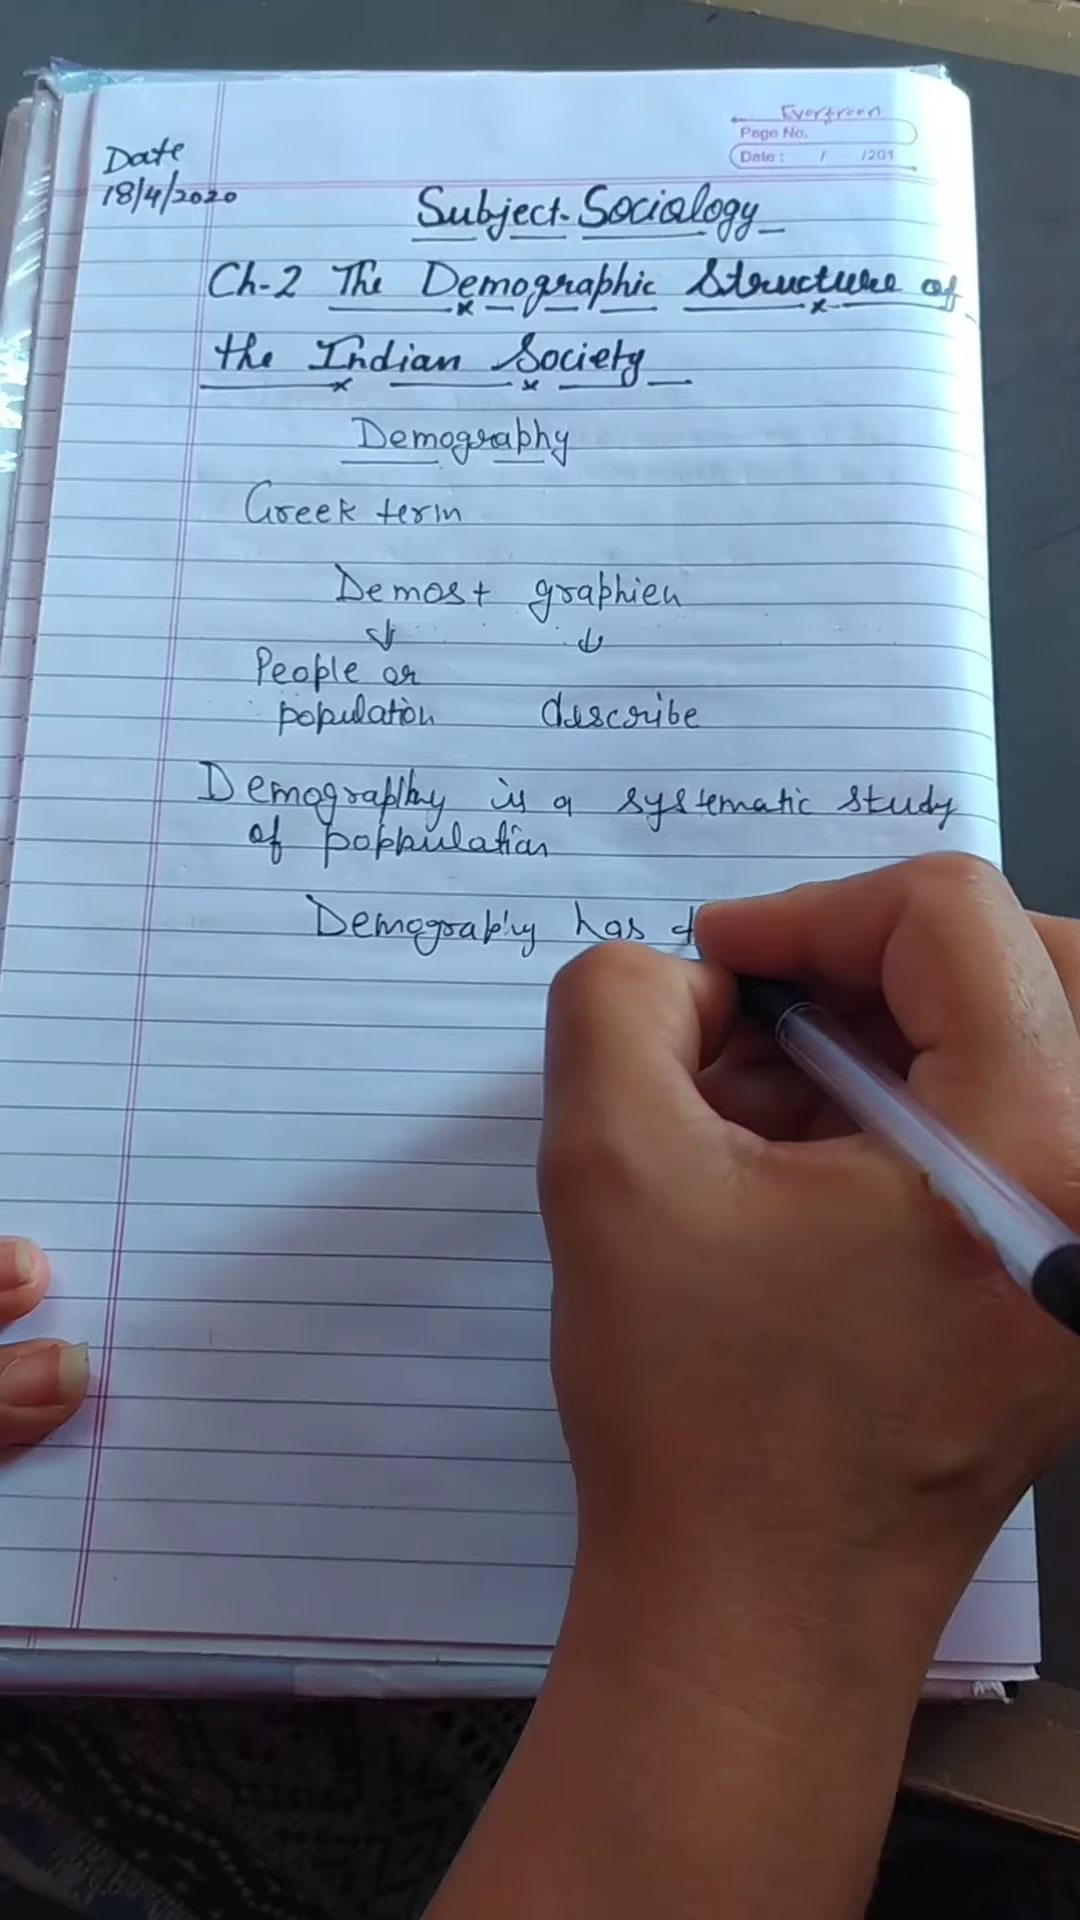 Evergreen
Page No.
Date : / /201
Date
18/4/2020
Subject-Sociology
Ch-2 The Demographic Structure of
the Indian Society
Demography
Greek term
Demos+ graphien
People or
population describe
Demography is a systematic study
of poppulation
Demography has